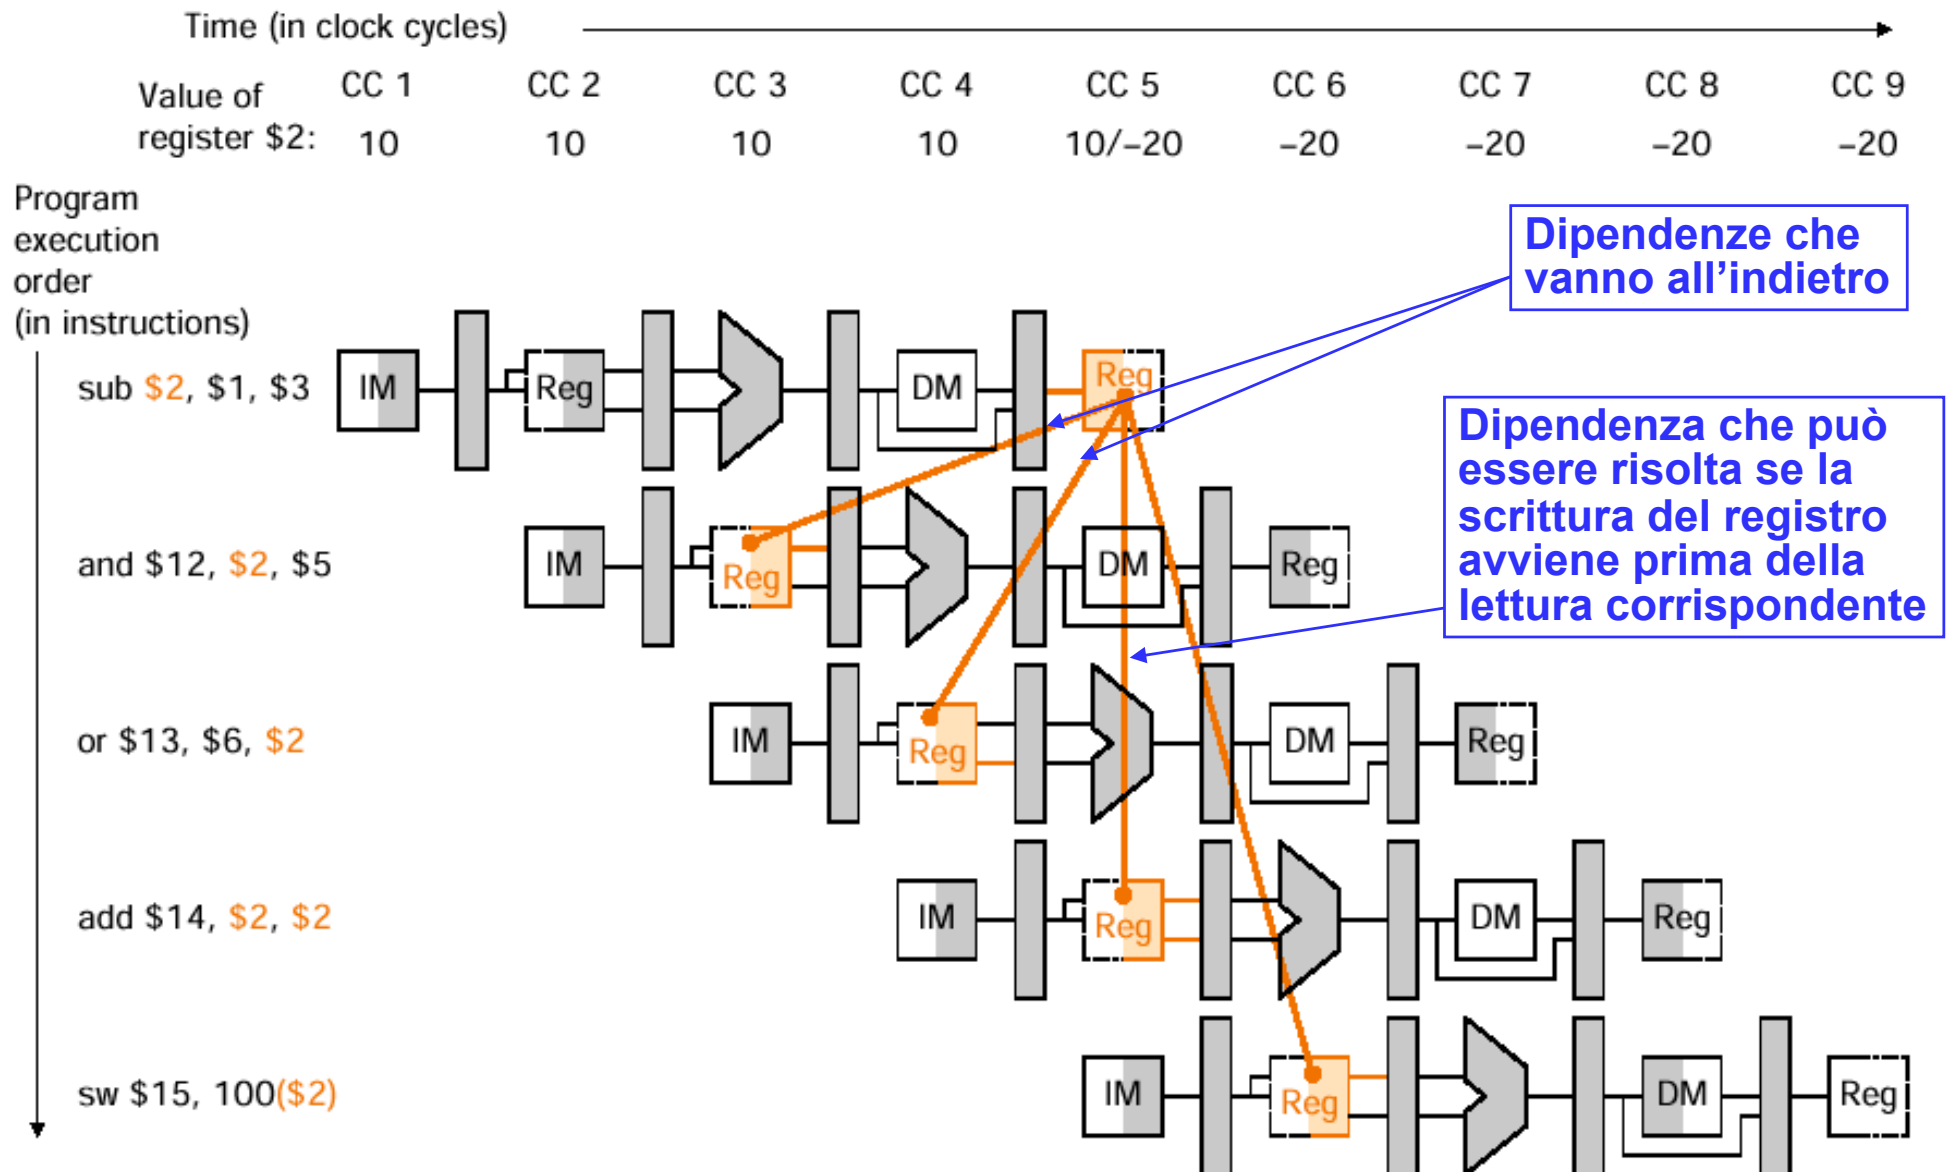 Time (in clock cycles)
CC 1 CC 2 CC 3 CC 4 CC 5 CC 6 CC 7 CC 8 CC 9
Value of
register $2:
10 10 10 10 10/–20 –20 –20 –20 –20
Program
execution
order
(in instructions)
Dipendenze che
vanno all’indietro
sub $2, $1, $3
IM Reg DM Reg
Dipendenza che può
essere risolta se la
scrittura del registro
avviene prima della
lettura corrispondente
and $12, $2, $5
IM Reg DM Reg
or $13, $6, $2
IM Reg DM Reg
add $14, $2, $2
IM Reg DM Reg
sw $15, 100($2)
IM Reg DM Reg